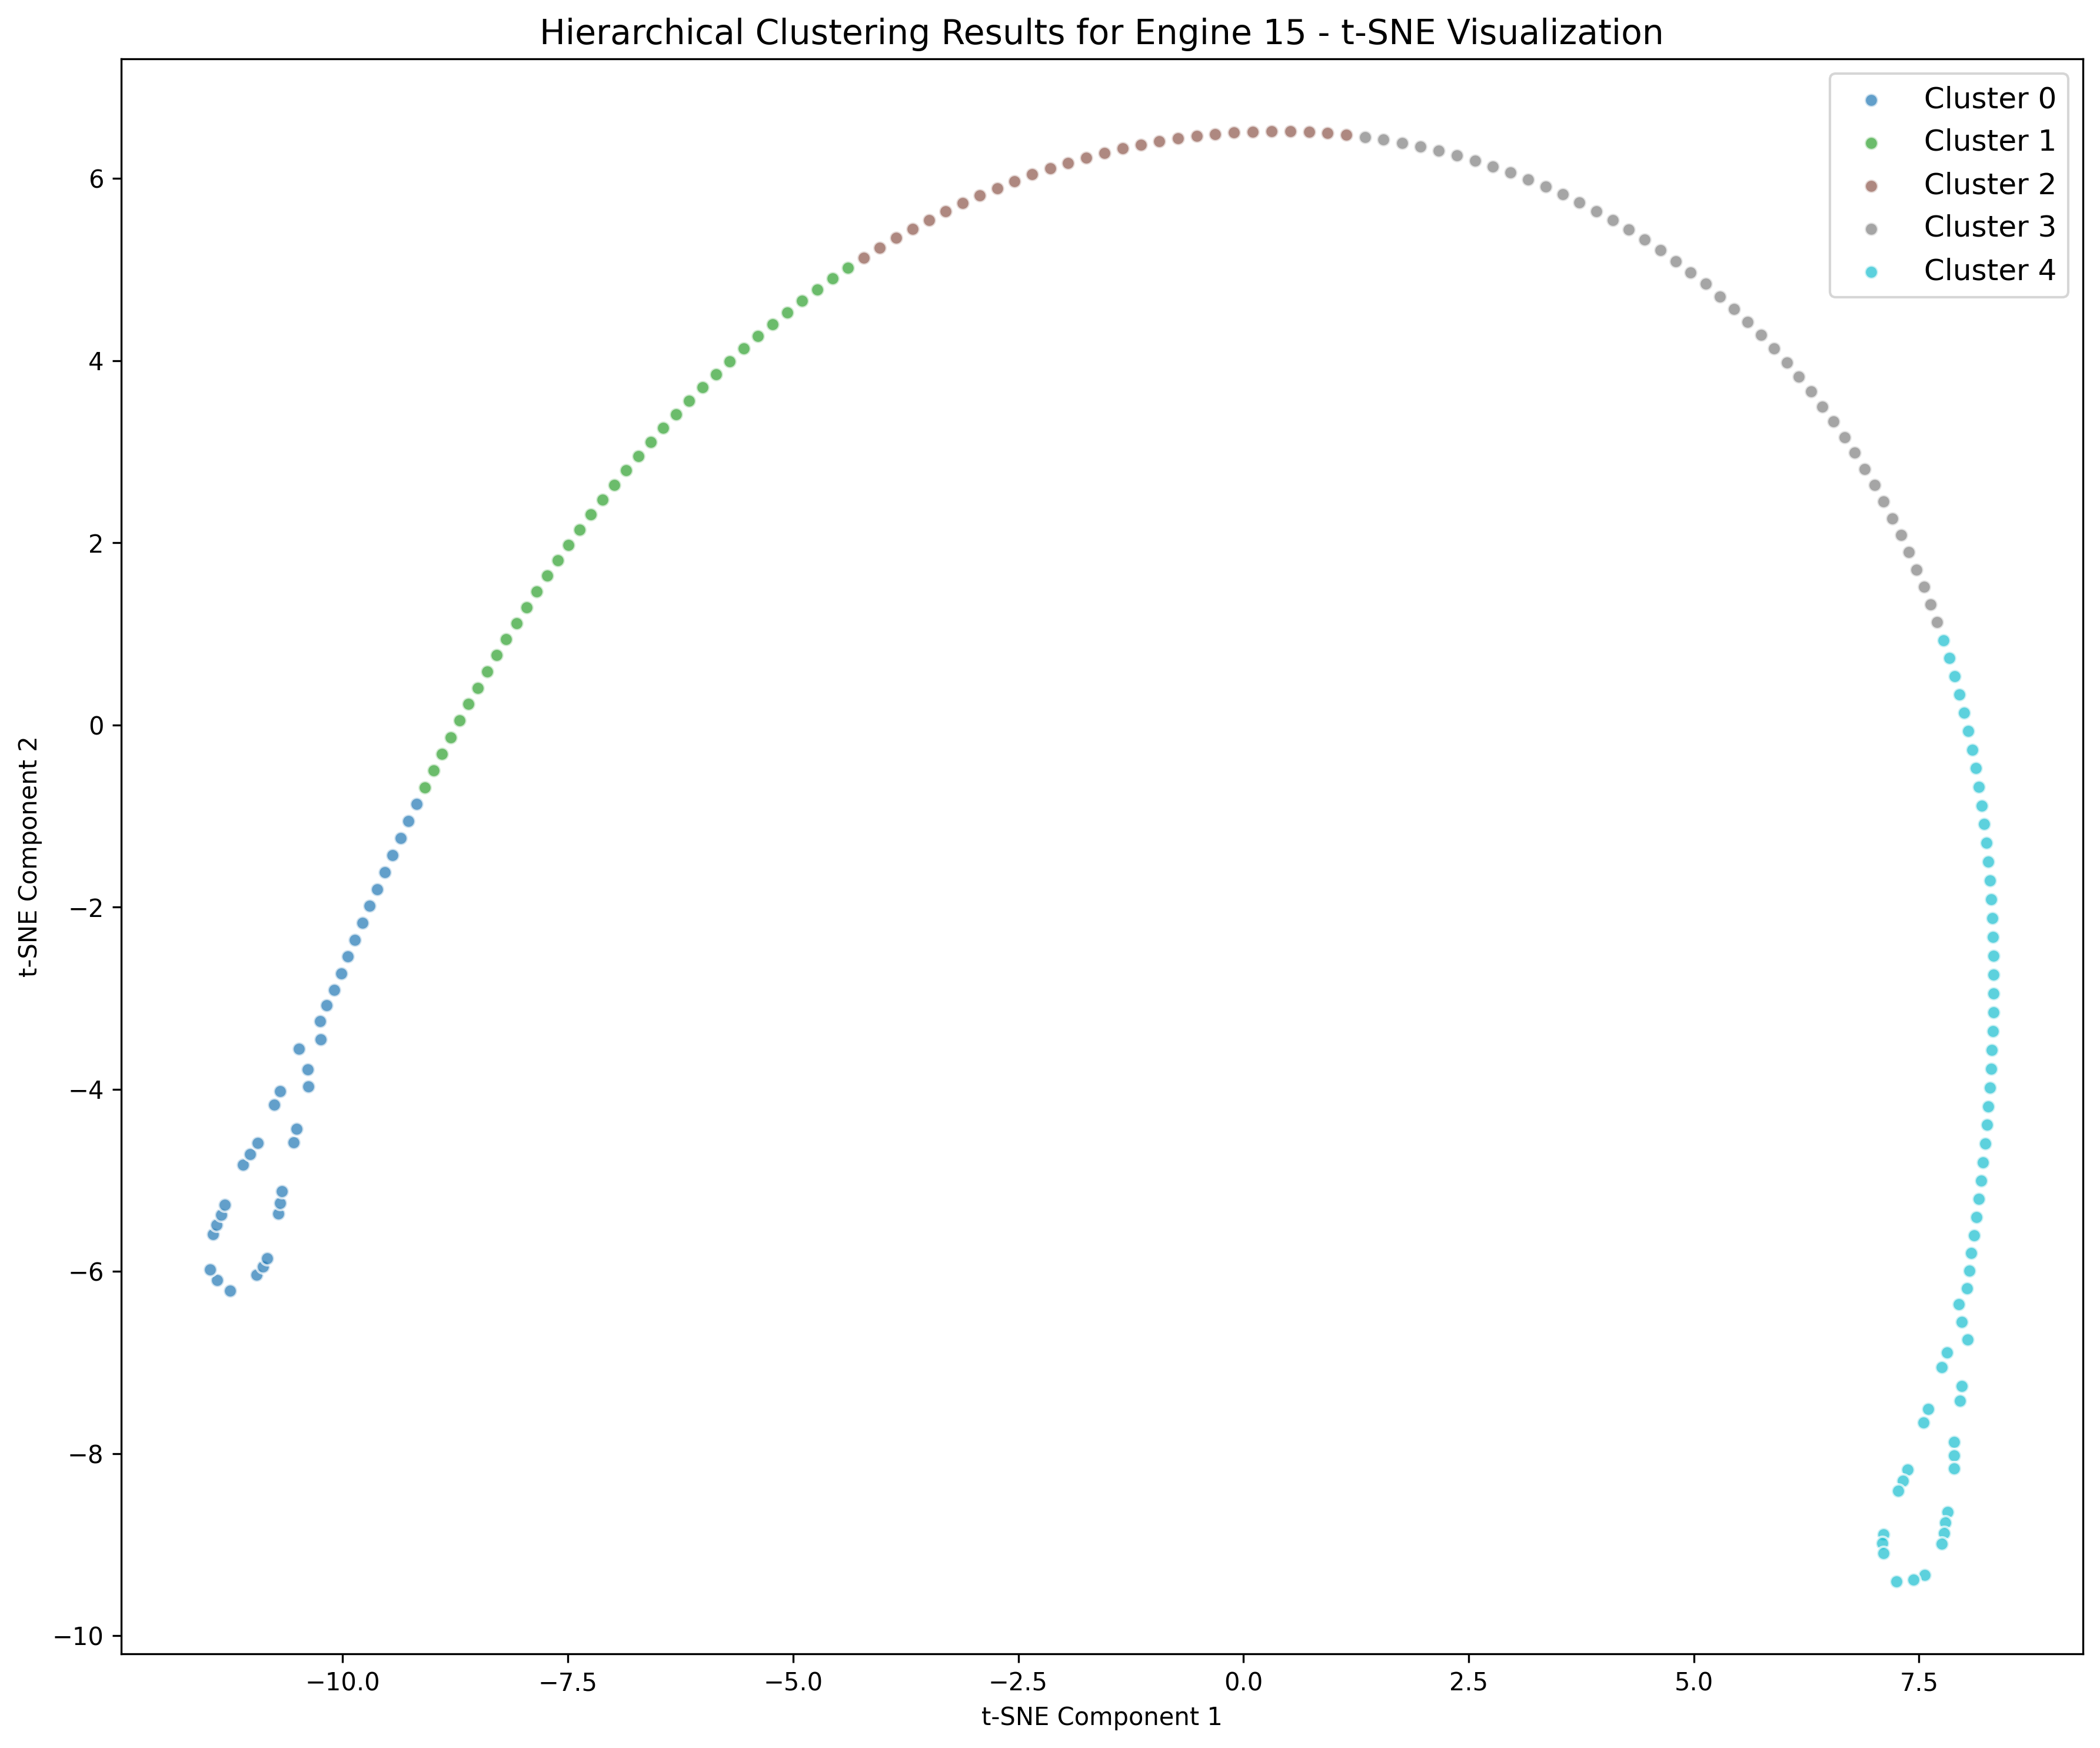 Hierarchical Clustering Results for Engine 15 - t-SNE Visualization
Cluster 0
Cluster 1
Cluster 2
Cluster 3
Cluster 4
6
4
2
0
−2
−4
−6
−8
−10
t-SNE Component 2
−10.0 −7.5 −5.0 −2.5 0.0 2.5 5.0 7.5
t-SNE Component 1